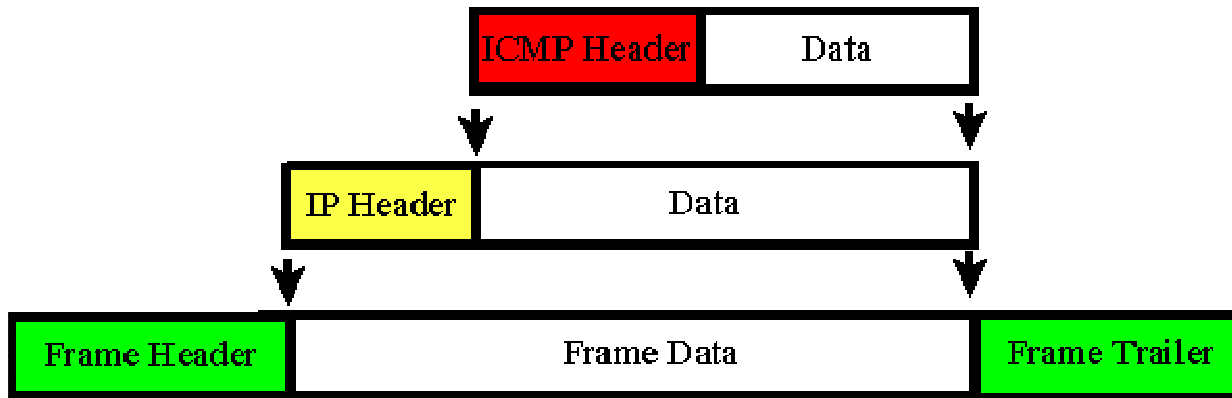 ICMP Header Data
IP Header Data
Frame Header Frame Data Frame Trailer